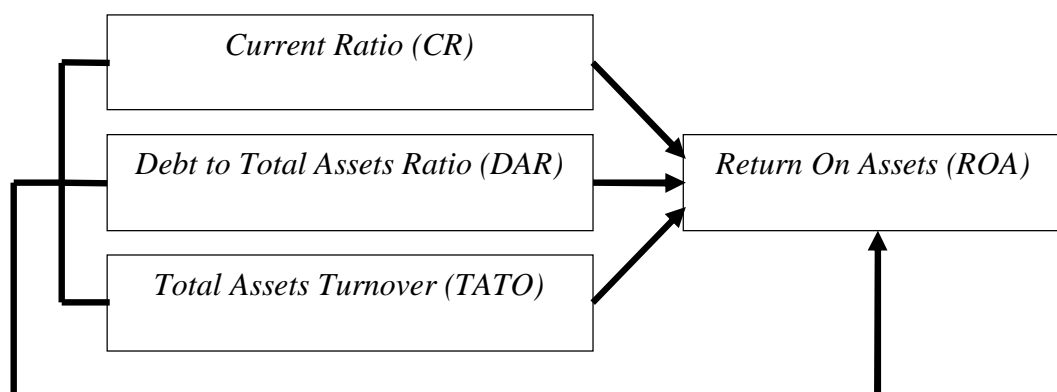 Current Ratio (CR)
Debt to Total Assets Ratio (DAR)
Return On Assets (ROA)
Total Assets Turnover (TATO)